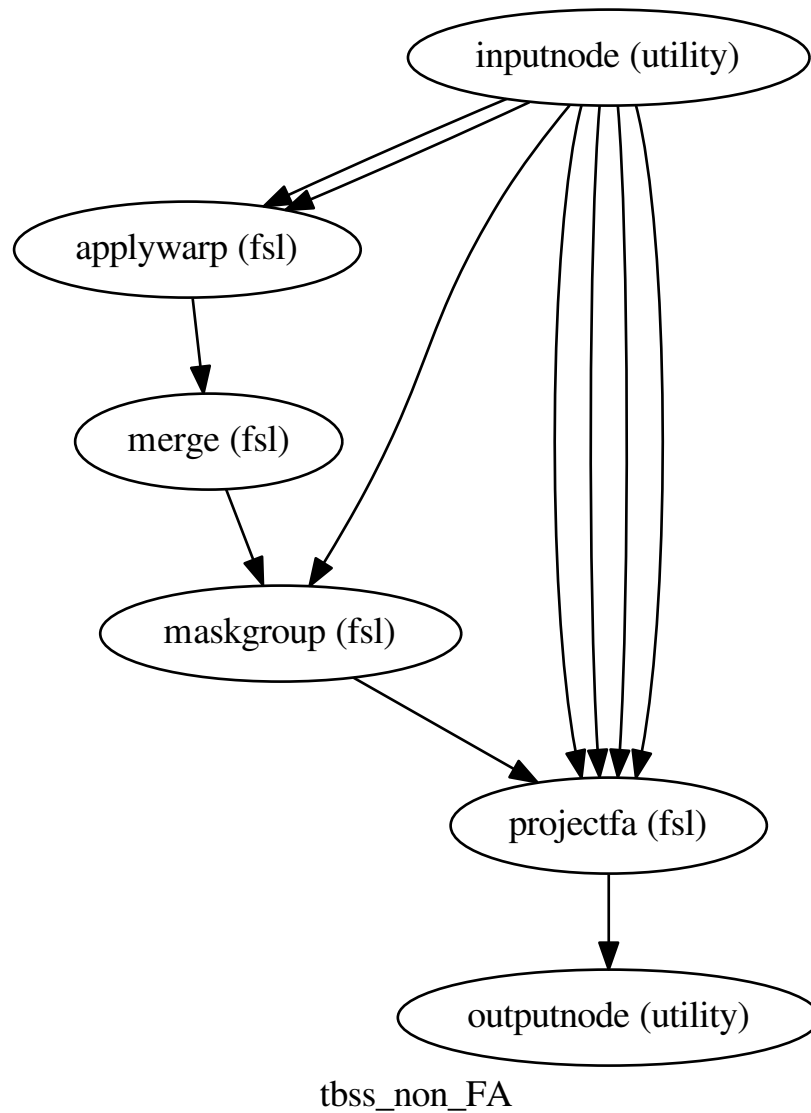 inputnode (utility)
applywarp (fsl)
merge (fsl)
maskgroup (fsl)
projectfa (fsl)
outputnode (utility)
tbss_non_FA